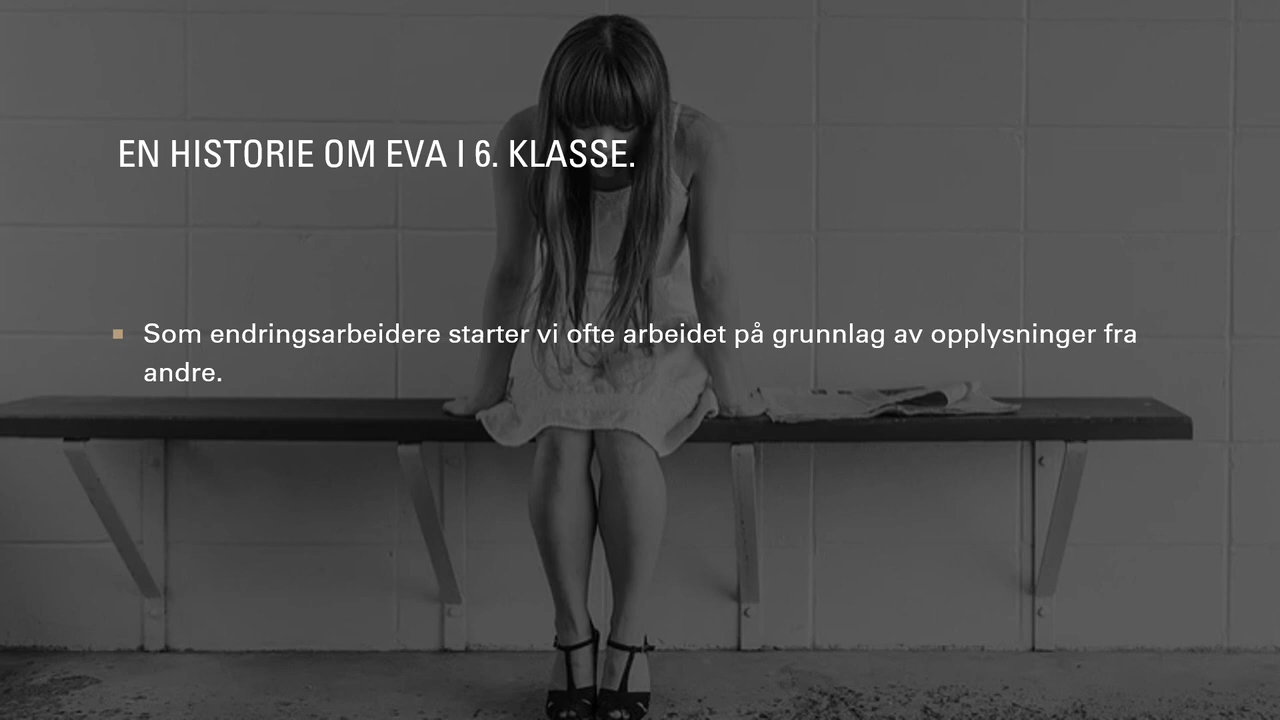 EN HISTORIE OM EVA I 6. KLASSE.
Som endringsarbeidere starter vi ofte arbeidet på grunnlag av opplysninger fra
andre.